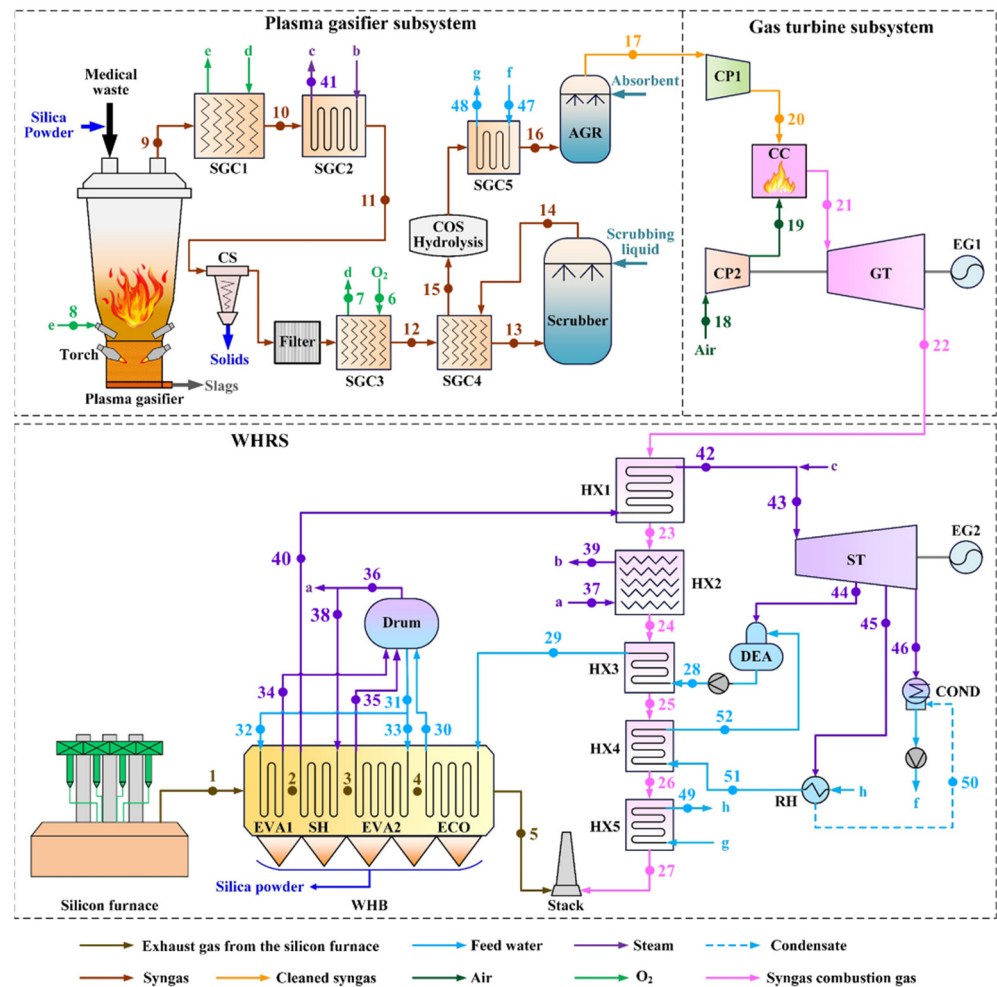 Plasma gasifier subsystem
Gas turbine subsystem
Medical
waste
Silica
Powder
9
e
d
10
SGC1
c
b
41
SGC2
11
g
f
48
47
SGC5
16
17
Absorbent
AGR
COS
Hydrolysis
14
Scrubbing
liquid
Scrubber
15
CS
Solids
Filter
d
O2
7
6
SGC3
12
SGC4
13
e
8
Torch
Plasma gasifier
Slags
CP1
20
CC
21
19
CP2
18
Air
GT
EG1
22
WHRS
HX1
42
c
43
23
HX2
b
39
a
37
24
ST
EG2
44
45
46
40
a
36
38
Drum
34
35
31
32
33
30
29
HX3
28
DEA
25
HX4
52
26
51
RH
h
COND
f
50
HX5
49
h
g
27
1
2
3
4
5
EVA1
SH
EVA2
ECO
Silica powder
WHB
Stack
Silicon furnace
Exhaust gas from the silicon furnace
Feed water
Steam
Condensate
Syngas
Cleaned syngas
Air
O2
Syngas combustion gas